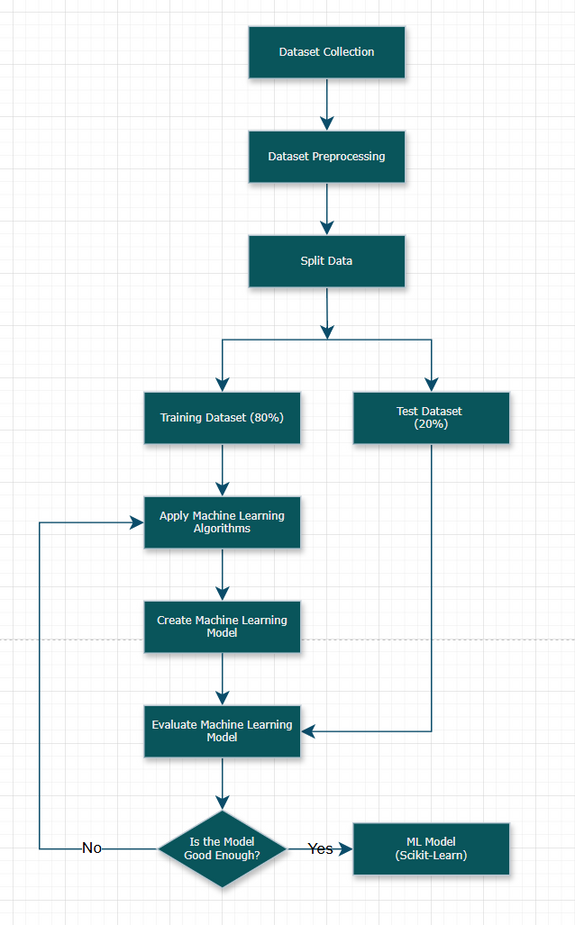 Dataset Collection
Dataset Preprocessing
Split Data
Training Dataset (80%)
Test Dataset
(20%)
Apply Machine Learning
Algorithms
Create Machine Learning
Model
Evaluate Machine Learning
Model
Is the Model
Good Enough?
No
Yes
ML Model
(Scikit-Learn)